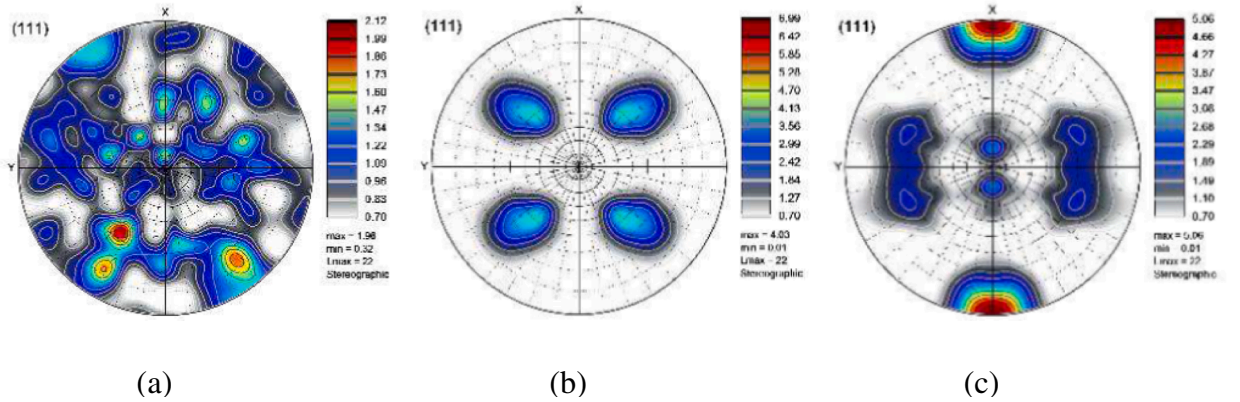 {111}
X
Y
2.12
1.99
1.86
1.73
1.60
1.47
1.34
1.22
1.09
0.96
0.83
0.70
max = 1.98
min = 0.32
Lmax = 22
Stereographic
{111}
X
Y
6.99
6.42
5.85
5.28
4.70
4.13
3.56
2.99
2.42
1.84
1.27
0.70
max = 4.03
min = 0.01
Lmax = 22
Stereographic
{111}
X
Y
5.06
4.66
4.27
3.87
3.47
3.08
2.68
2.29
1.89
1.49
1.10
0.70
max = 5.06
min = 0.01
Lmax = 22
Stereographic
(a)
(b)
(c)